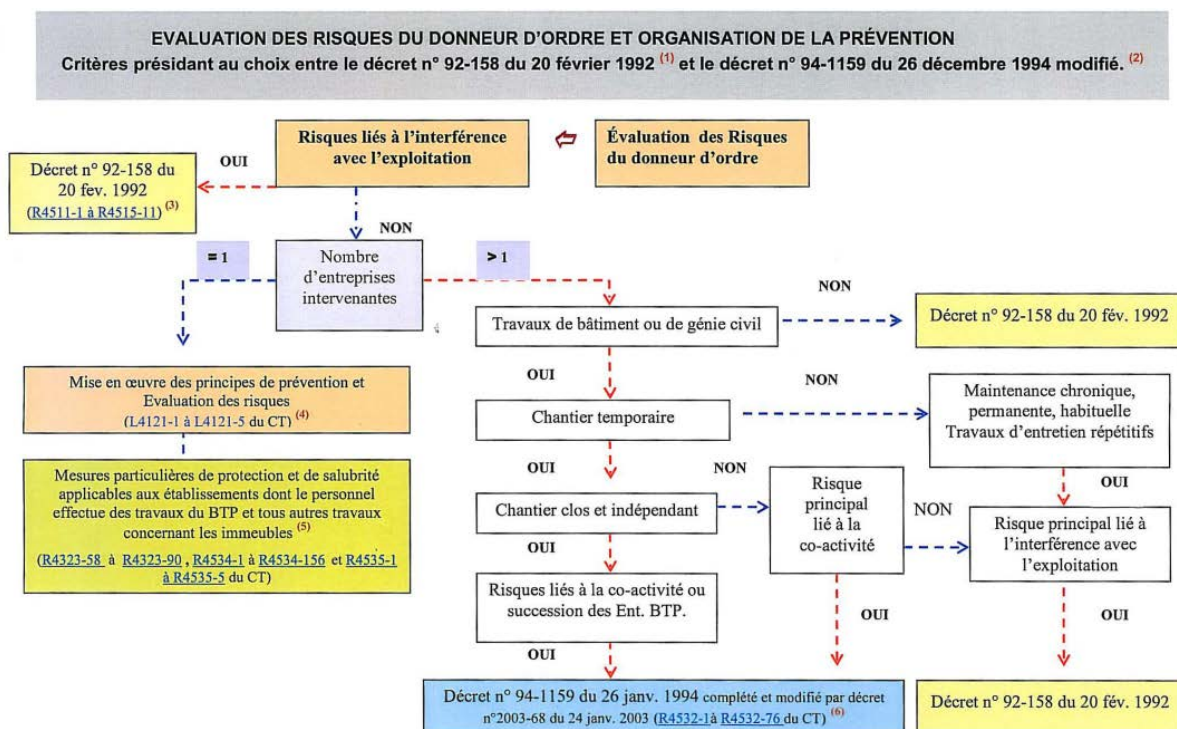 EVALUATION DES RISQUES DU DONNEUR D'ORDRE ET ORGANISATION DE LA PRÉVENTION
Critères présidant au choix entre le décret n° 92-158 du 20 février 1992 (1) et le décret n° 94-1159 du 26 décembre 1994 modifié. (2)
Risques liés à l'interférence
avec l'exploitation
Évaluation des Risques
du donneur d'ordre
OUI
Décret n° 92-158 du
20 fev. 1992
(R4511-1 à R4515-11) (3)
NON
= 1
Nombre
d'entreprises
intervenantes
> 1
Travaux de bâtiment ou de génie civil
NON
Décret n° 92-158 du 20 fév. 1992
OUI
Mise en œuvre des principes de prévention et
Evaluation des risques
(L4121-1 à L4121-5 du CT) (4)
Chantier temporaire
NON
Maintenance chronique,
permanente, habituelle
Travaux d'entretien répétitifs
OUI
NON
OUI
Mesures particulières de protection et de salubrité
applicables aux établissements dont le personnel
effectue des travaux du BTP et tous autres travaux
concernant les immeubles (5)
(R4323-58 à R4323-90 , R4534-1 à R4534-156 et R4535-1
à R4535-5 du CT)
Chantier clos et indépendant
Risque
principal
lié à la
co-activité
NON
Risque principal lié à
l'interférence avec
l'exploitation
OUI
Risques liés à la co-activité ou
succession des Ent. BTP.
OUI
OUI
OUI
Décret n° 94-1159 du 26 janv. 1994 complété et modifié par décret
n°2003-68 du 24 janv. 2003 (R4532-1à R4532-76 du CT) (6)
Décret n° 92-158 du 20 fév. 1992